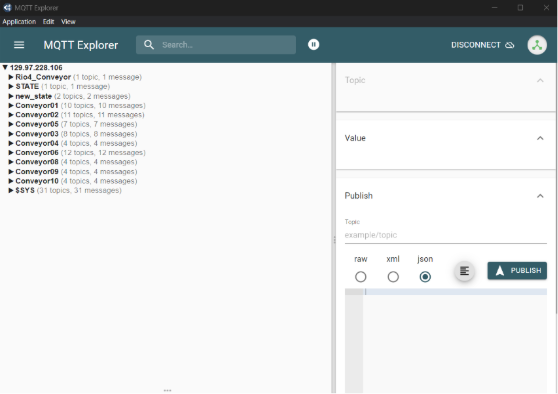 MQTT Explorer
Application Edit View
MQTT Explorer
Search...
DISCONNECT
▼ 129.97.228.106
▶ Rio4_Conveyor (1 topic, 1 message)
▶ STATE (1 topic, 1 message)
▶ new_state (2 topics, 2 messages)
▶ Conveyor01 (10 topics, 10 messages)
▶ Conveyor02 (11 topics, 11 messages)
▶ Conveyor05 (7 topics, 7 messages)
▶ Conveyor03 (8 topics, 8 messages)
▶ Conveyor04 (4 topics, 4 messages)
▶ Conveyor06 (12 topics, 12 messages)
▶ Conveyor08 (4 topics, 4 messages)
▶ Conveyor09 (4 topics, 4 messages)
▶ Conveyor10 (4 topics, 4 messages)
▶ $SYS (31 topics, 31 messages)
Topic
Value
Publish
Topic
example/topic
raw xml json
PUBLISH